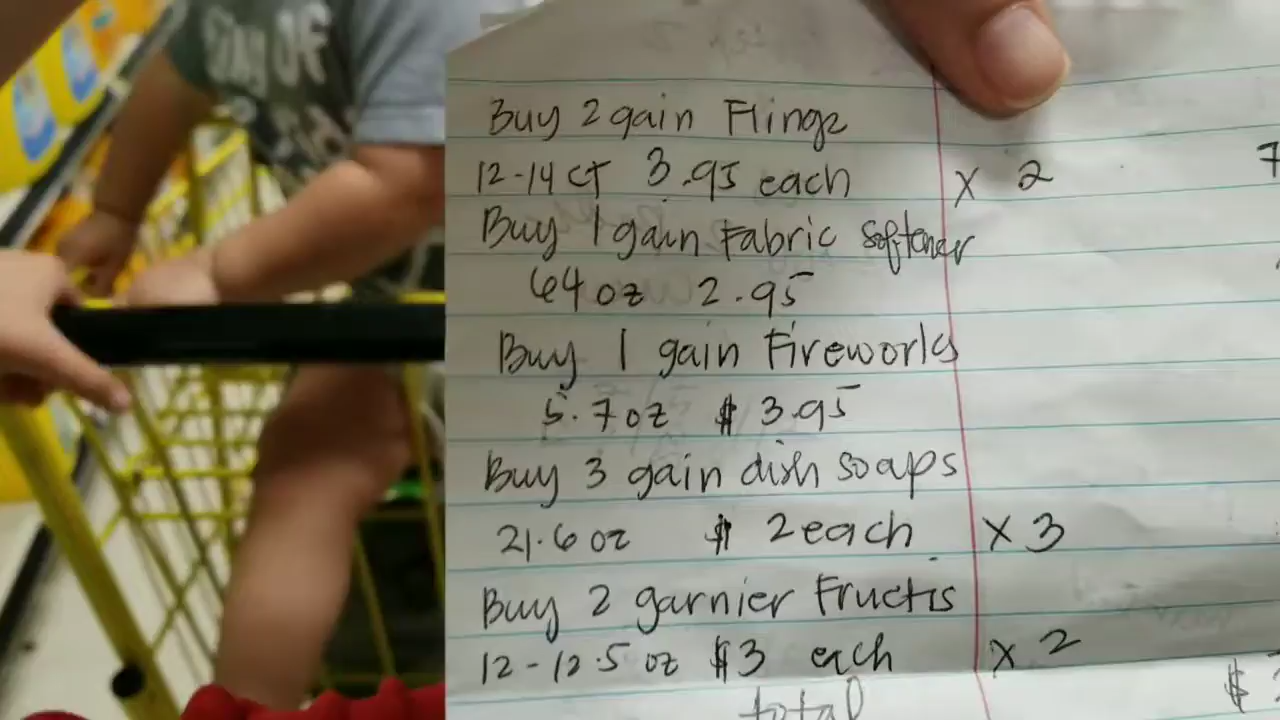 Buy 2 gain Flings
12-14 CT 3.95 each x 2 7
Buy 1 gain Fabric softener
64 oz 2.95
Buy 1 gain Fireworks
5.7 oz $ 3.95
Buy 3 gain dish soaps
21.6 oz $ 2 each x 3
Buy 2 garnier Fructis
12-12.5 oz $3 each x 2
total $